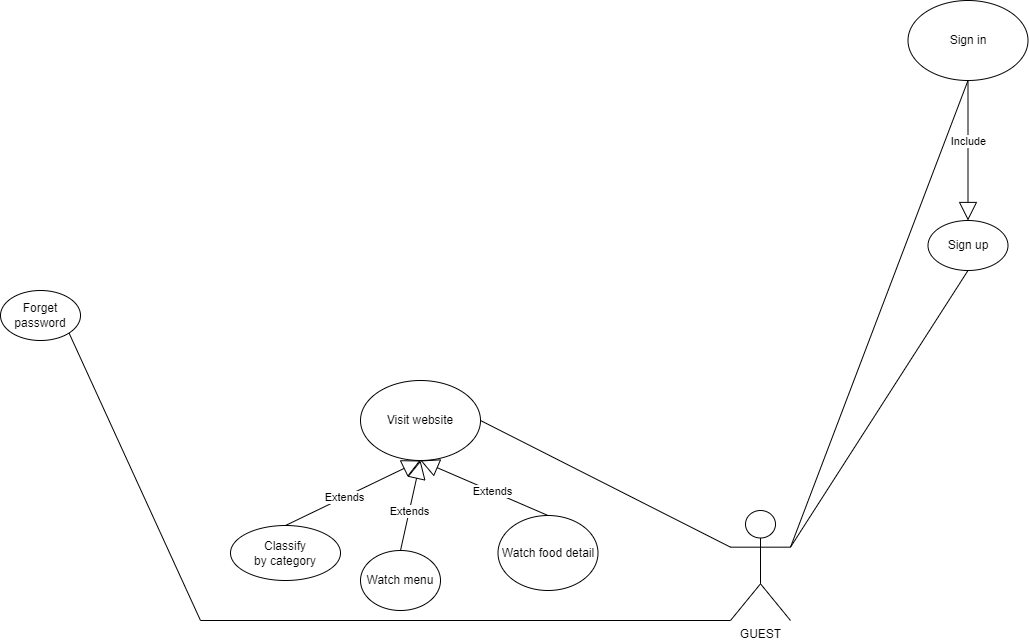 Sign in
Include
Sign up
Forget
password
Visit website
Extends
Extends
Extends
Classify
by category
Watch menu
Watch food detail
GUEST